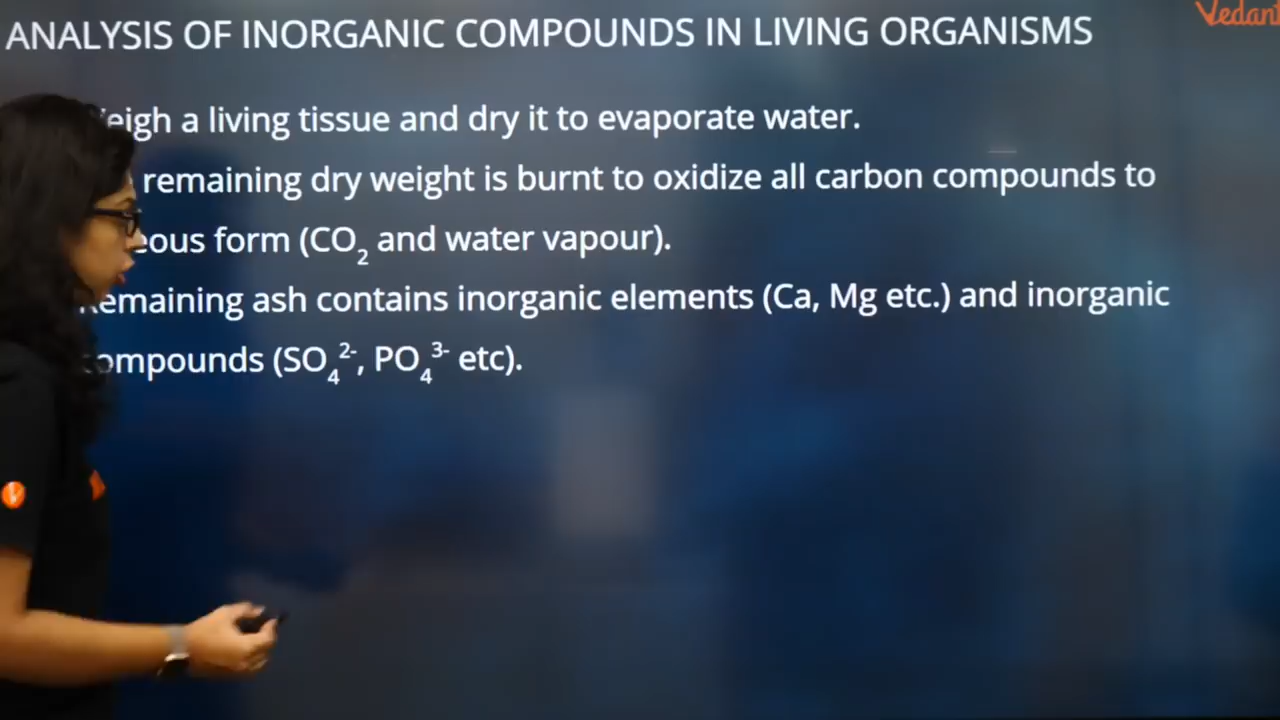 ANALYSIS OF INORGANIC COMPOUNDS IN LIVING ORGANISMS
Vedant
eigh a living tissue and dry it to evaporate water.
remaining dry weight is burnt to oxidize all carbon compounds to
eous form (CO₂ and water vapour).
emaining ash contains inorganic elements (Ca, Mg etc.) and inorganic
ompounds (SO₄²⁻, PO₄³⁻ etc).